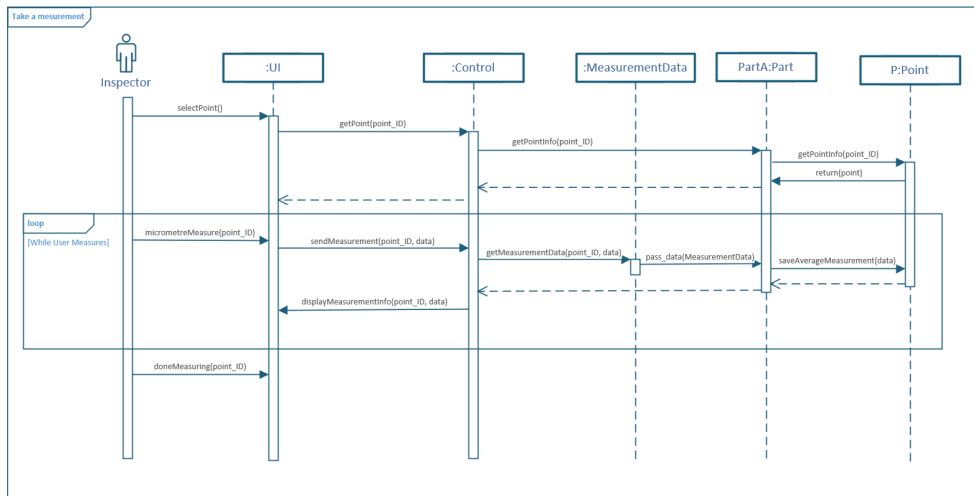 Take a mesurement
Inspector
:UI
:Control
:MeasurementData
PartA:Part
P:Point
selectPoint()
getPoint(point_ID)
getPointInfo(point_ID)
getPointInfo(point_ID)
return(point)
loop
[While User Measures]
micrometreMeasure(point_ID)
sendMeasurement(point_ID, data)
getMeasurementData(point_ID, data)
pass_data(MeasurementData)
saveAverageMeasurement(data)
displayMeasurementInfo(point_ID, data)
doneMeasuring(point_ID)